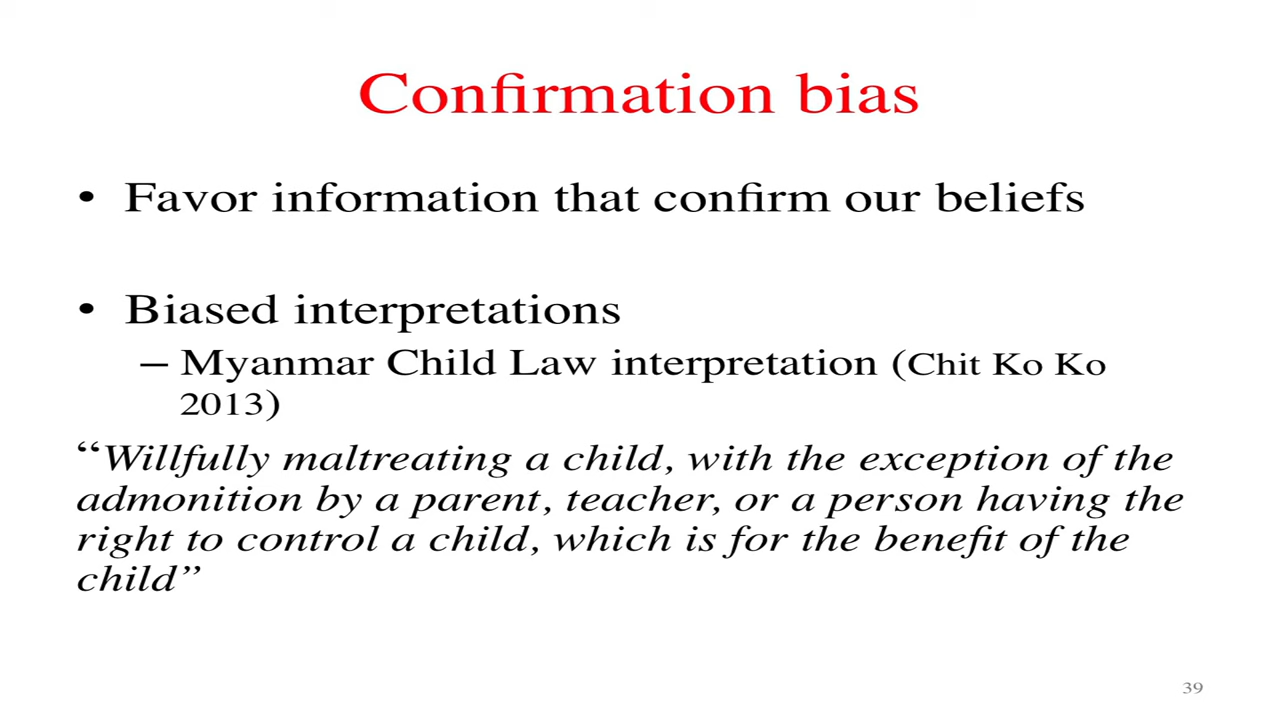 Confirmation bias
• Favor information that confirm our beliefs
• Biased interpretations
– Myanmar Child Law interpretation (Chit Ko Ko
2013)
“Willfully maltreating a child, with the exception of the
admonition by a parent, teacher, or a person having the
right to control a child, which is for the benefit of the
child”
39